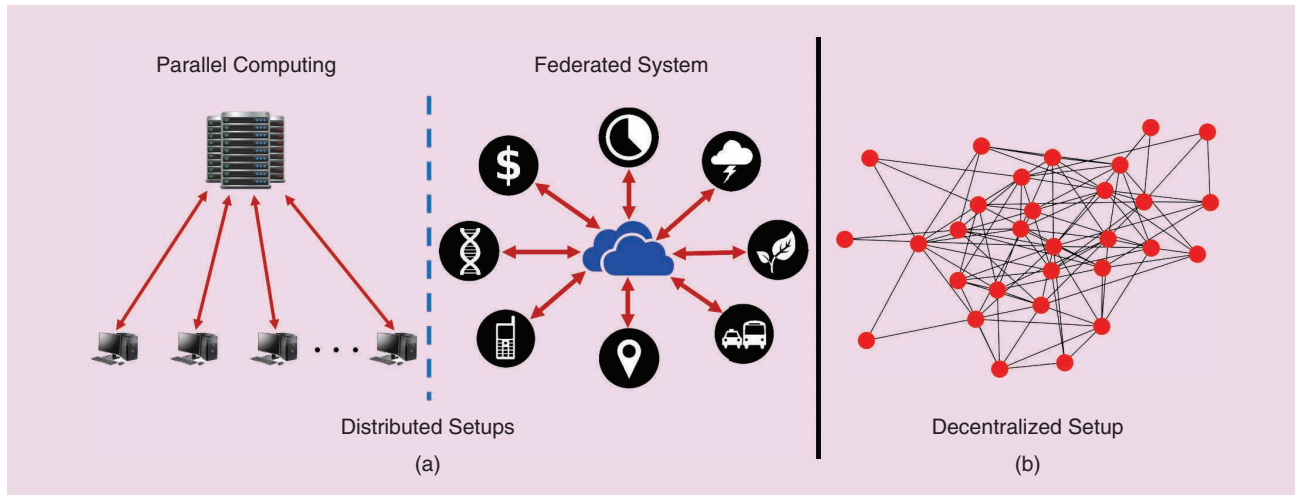 Parallel Computing
Federated System
$
Distributed Setups
(a)
Decentralized Setup
(b)